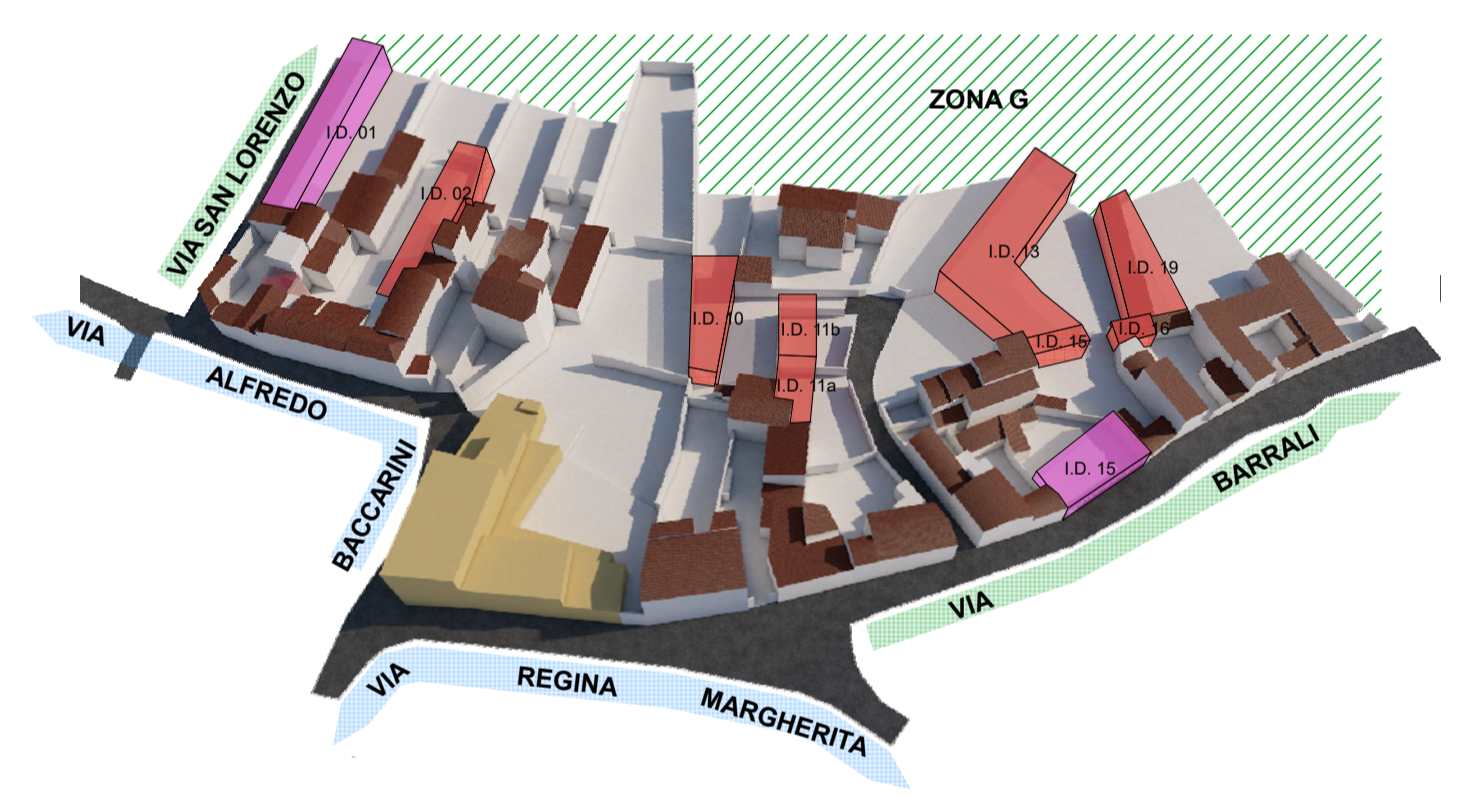 ZONA G
VIA SAN LORENZO
I.D. 01
I.D. 02
I.D. 13
I.D. 19
I.D. 10
I.D. 11b
I.D. 16
I.D. 15
I.D. 11a
I.D. 15
VIA
ALFREDO
BACCARINI
VIA
BARRALI
VIA
REGINA
MARGHERITA